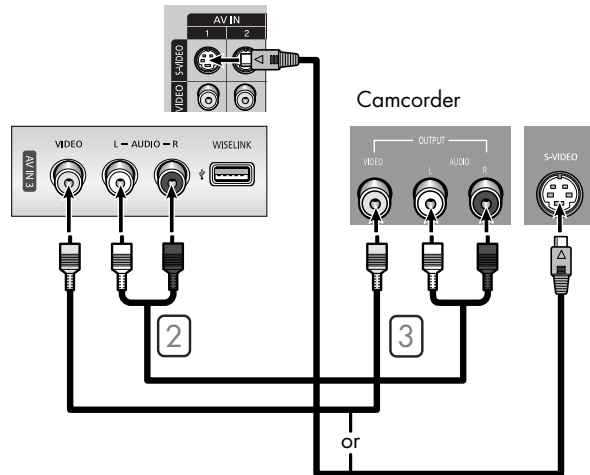 AV IN
1 2
S-VIDEO
VIDEO
Camcorder
VIDEO L - AUDIO - R WISELINK
AV IN 3
OUTPUT
VIDEO L AUDIO R
S-VIDEO
2
3
or